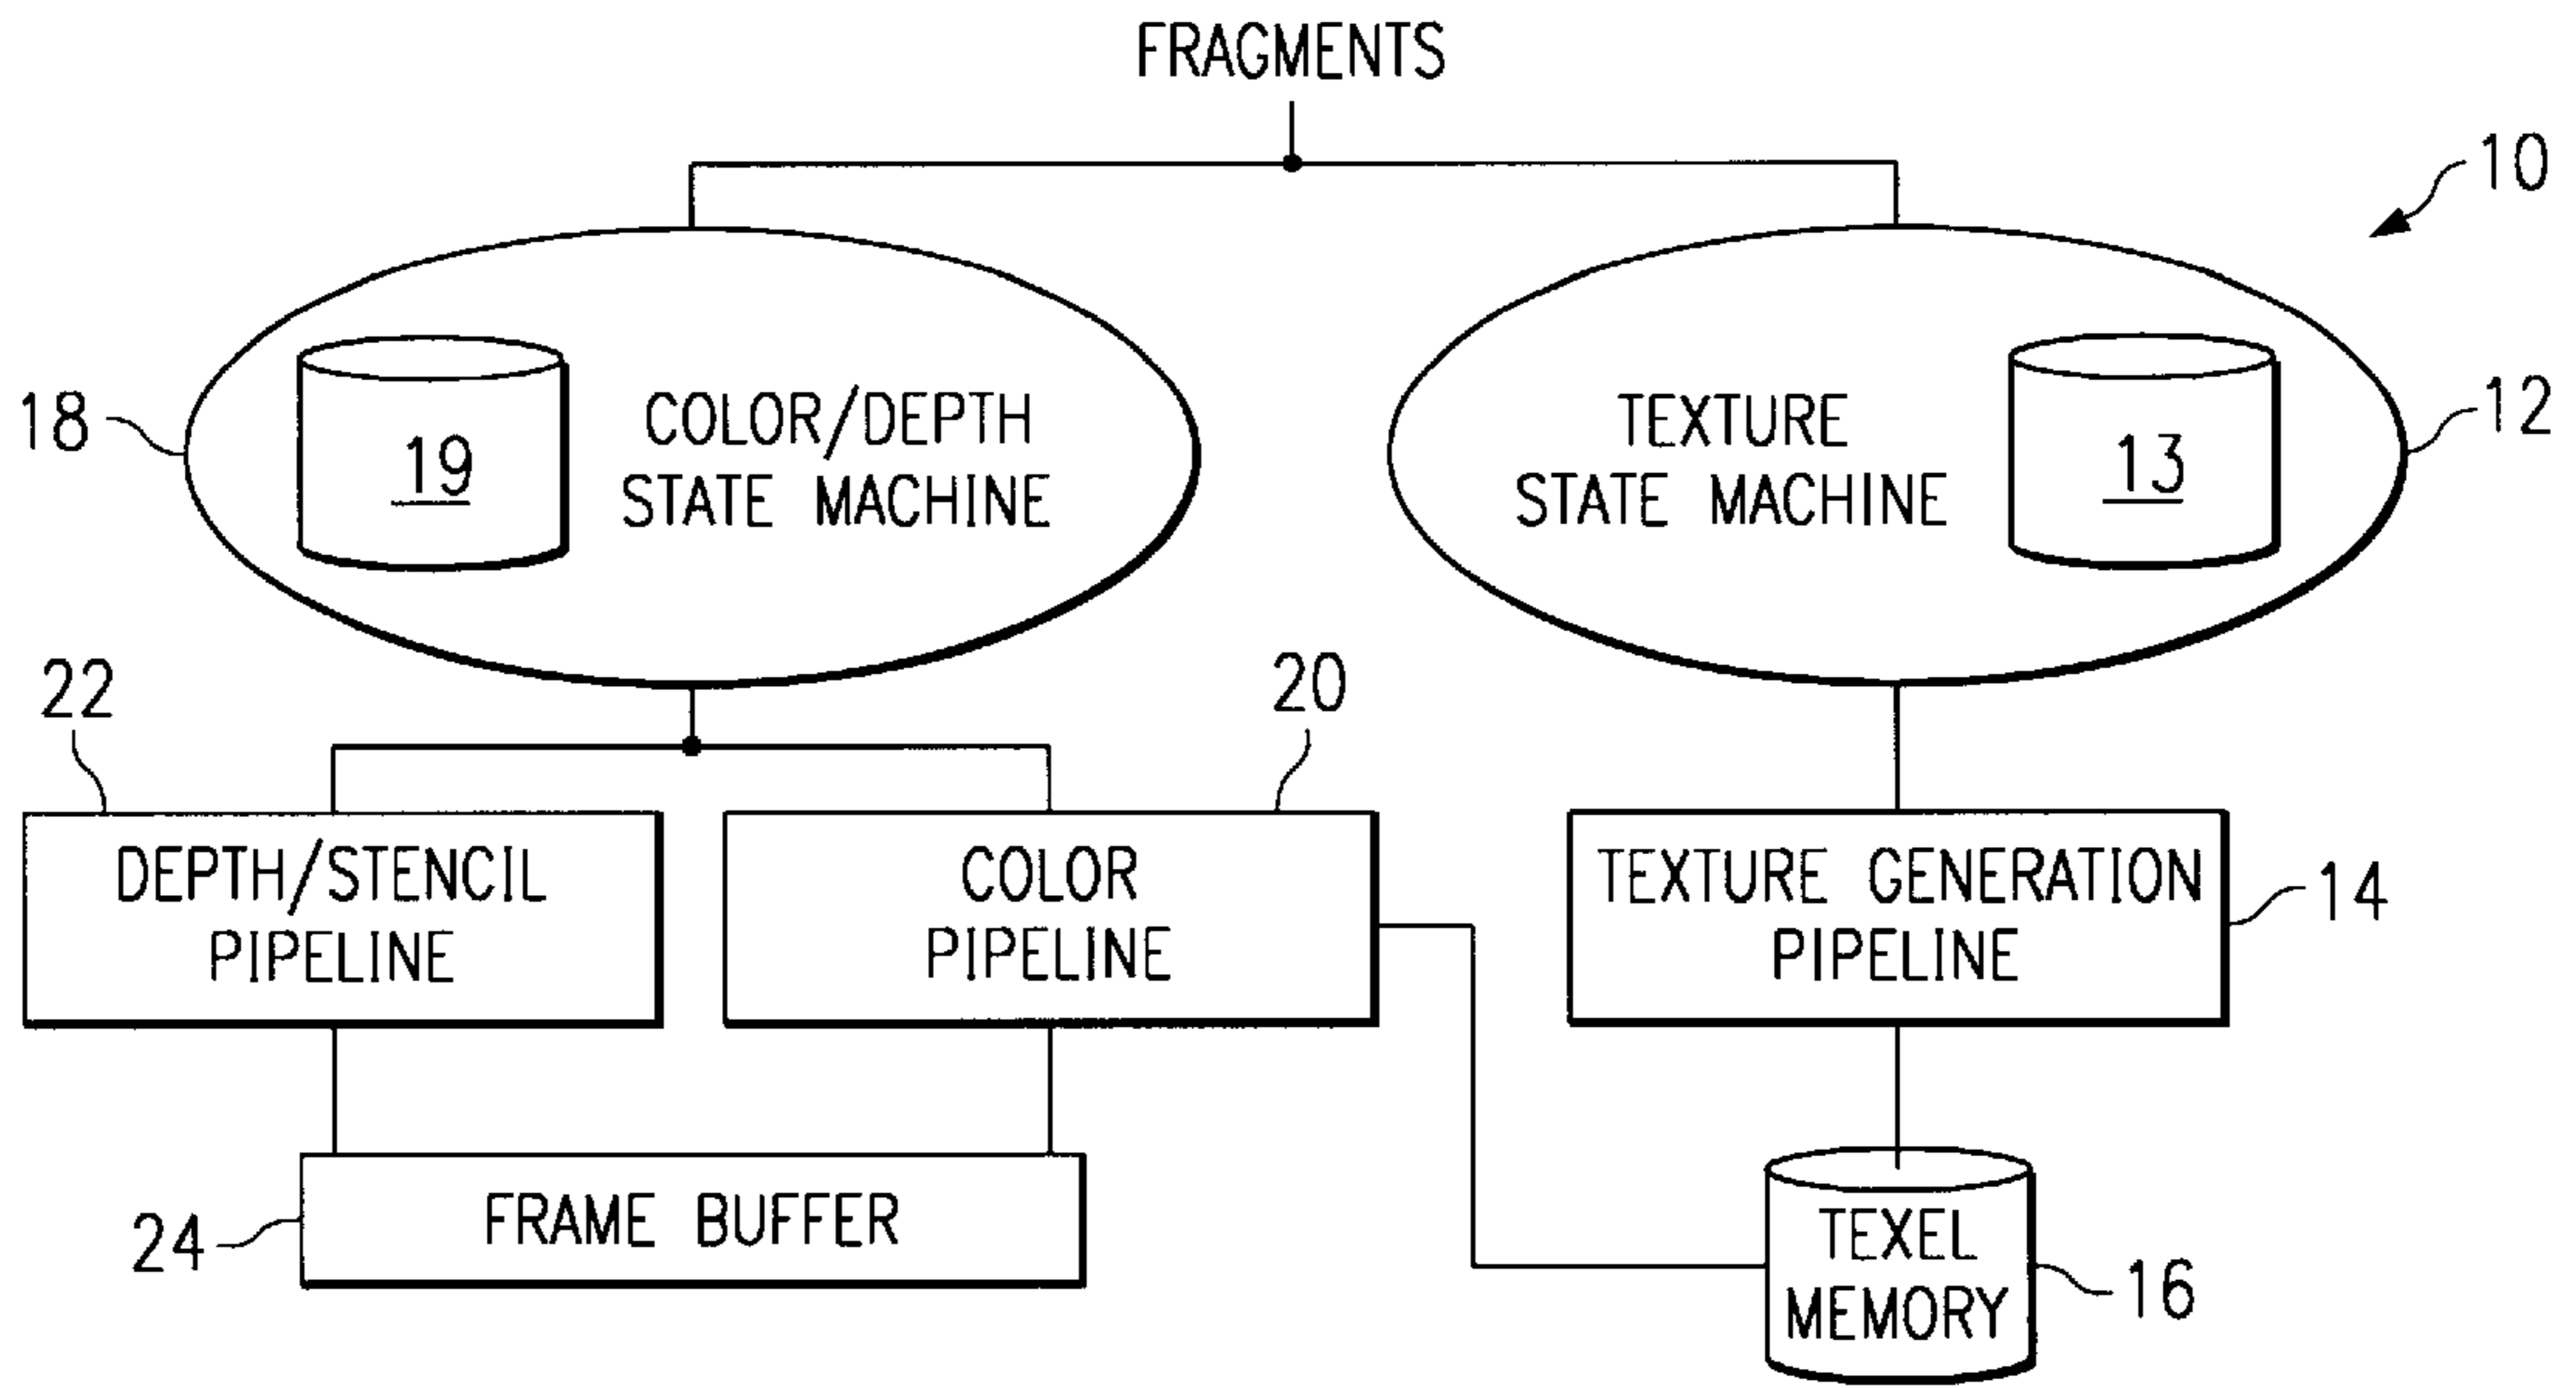 FRAGMENTS
10
18
19
COLOR/DEPTH
STATE MACHINE
TEXTURE
STATE MACHINE
13
12
22
20
DEPTH/STENCIL
PIPELINE
COLOR
PIPELINE
TEXTURE GENERATION
PIPELINE
14
24
FRAME BUFFER
TEXEL
MEMORY
16